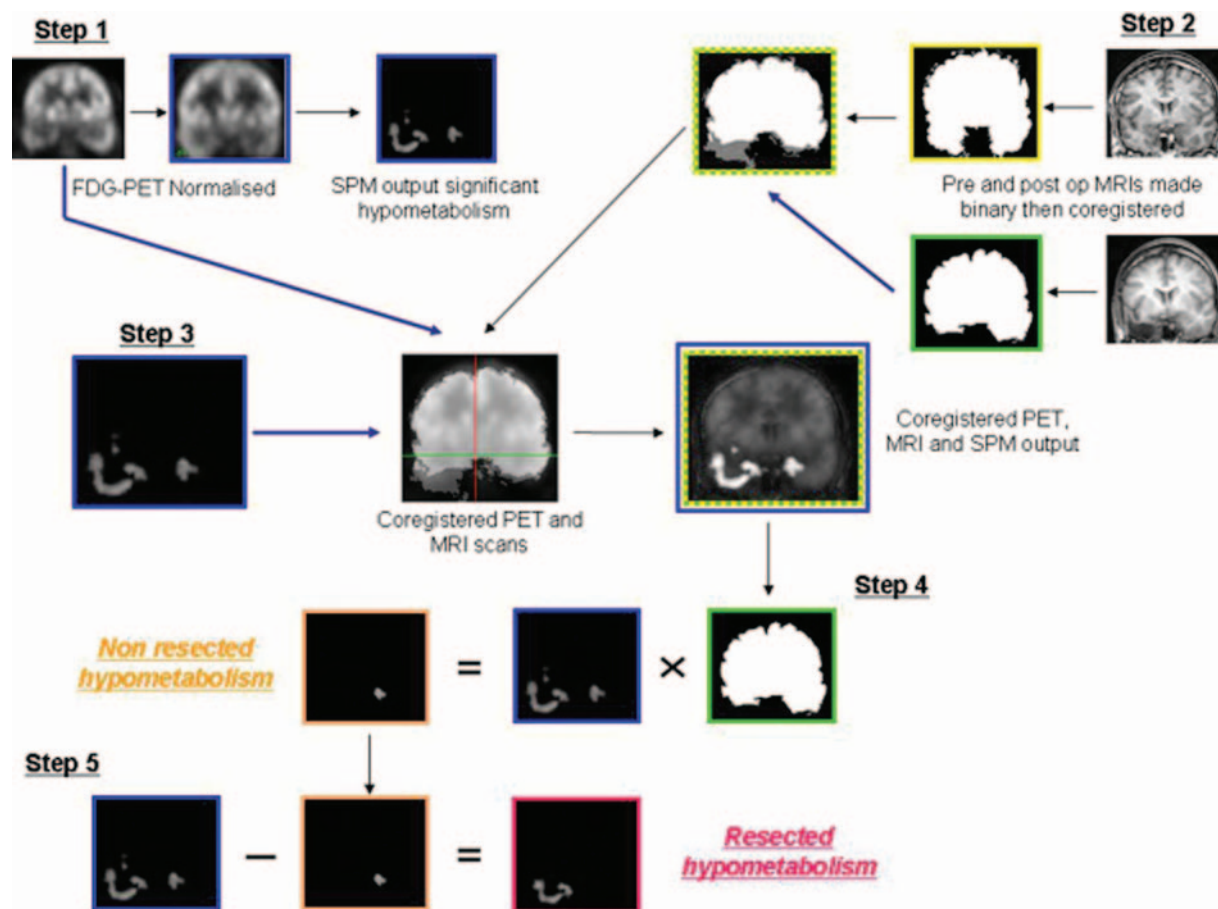 Step 1
Step 2
FDG-PET Normalised
SPM output significant
hypometabolism
Pre and post op MRIs made
binary then coregistered
Step 3
Coregistered PET and
MRI scans
Coregistered PET,
MRI and SPM output
Step 4
Non resected
hypometabolism
=
×
Step 5
–
=
Resected
hypometabolism